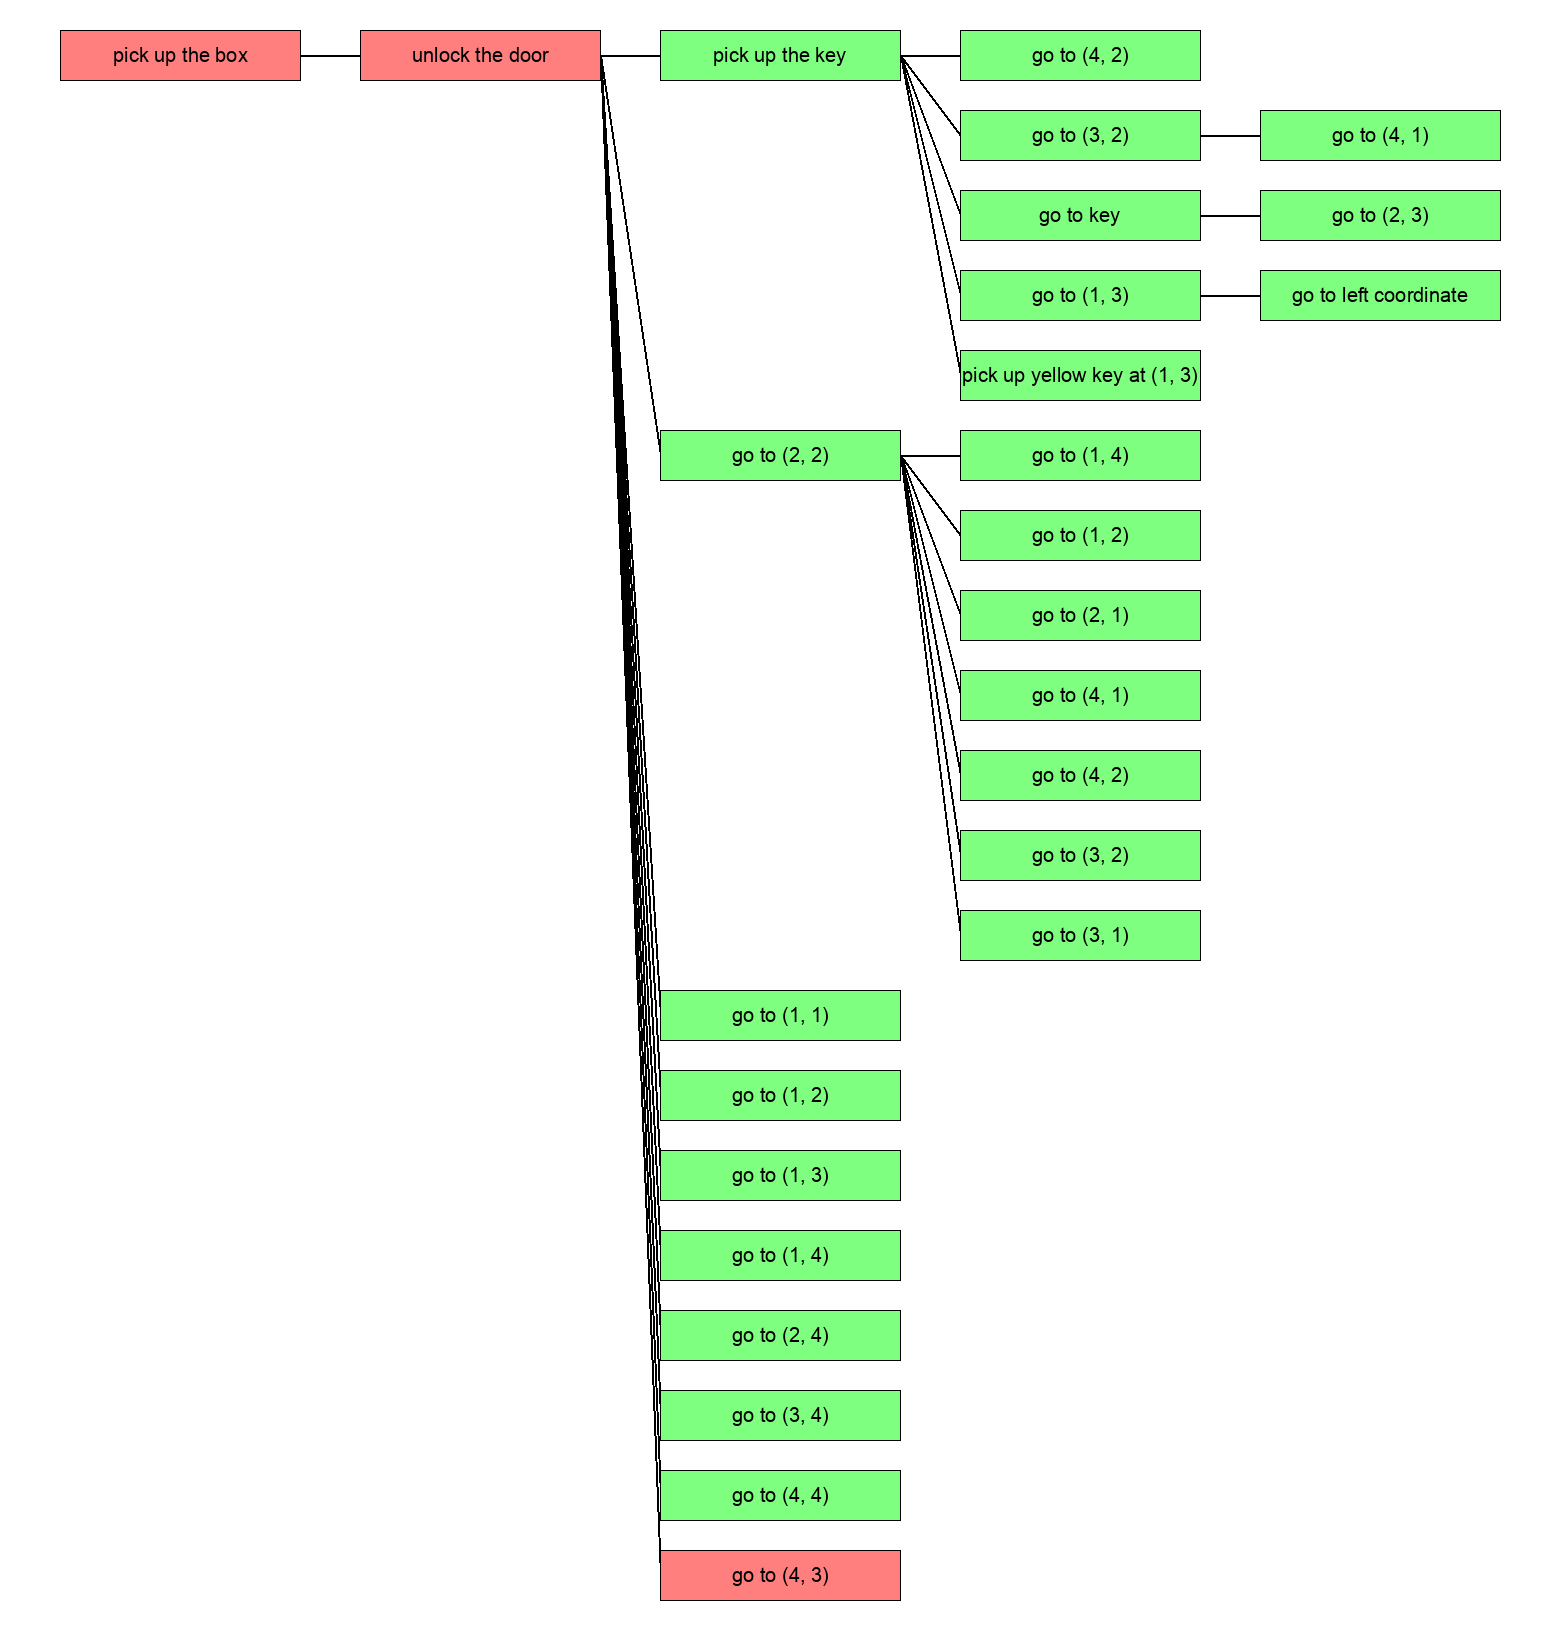 pick up the box
unlock the door
pick up the key
go to (4, 2)
go to (3, 2)
go to (4, 1)
go to key
go to (2, 3)
go to (1, 3)
go to left coordinate
pick up yellow key at (1, 3)
go to (2, 2)
go to (1, 4)
go to (1, 2)
go to (2, 1)
go to (4, 1)
go to (4, 2)
go to (3, 2)
go to (3, 1)
go to (1, 1)
go to (1, 2)
go to (1, 3)
go to (1, 4)
go to (2, 4)
go to (3, 4)
go to (4, 4)
go to (4, 3)